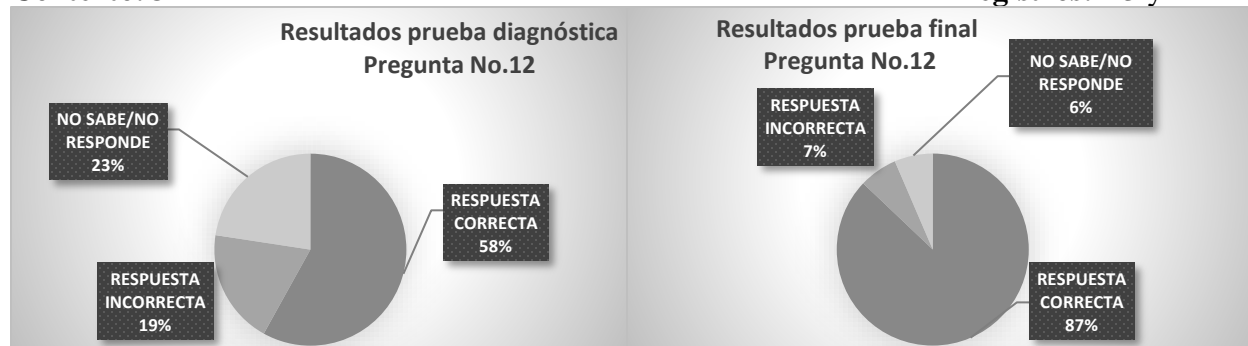 Resultados prueba diagnóstica
Pregunta No.12
NO SABE/NO
RESPONDE
23%
RESPUESTA
CORRECTA
58%
RESPUESTA
INCORRECTA
19%
Resultados prueba final
Pregunta No.12
NO SABE/NO
RESPONDE
6%
RESPUESTA
INCORRECTA
7%
RESPUESTA
CORRECTA
87%